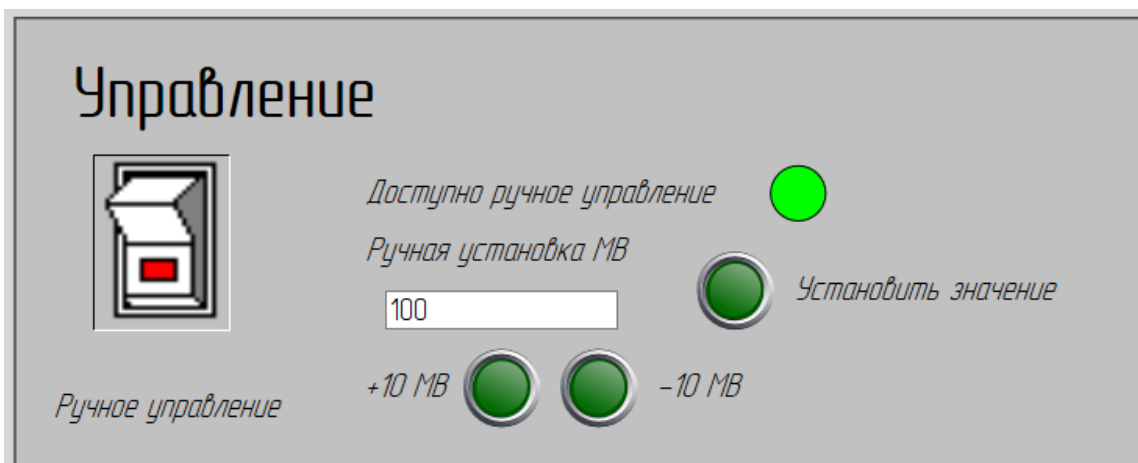 Управление
Доступно ручное управление
Ручная установка МВ
Установить значение
100
+10 МВ
-10 МВ
Ручное управление